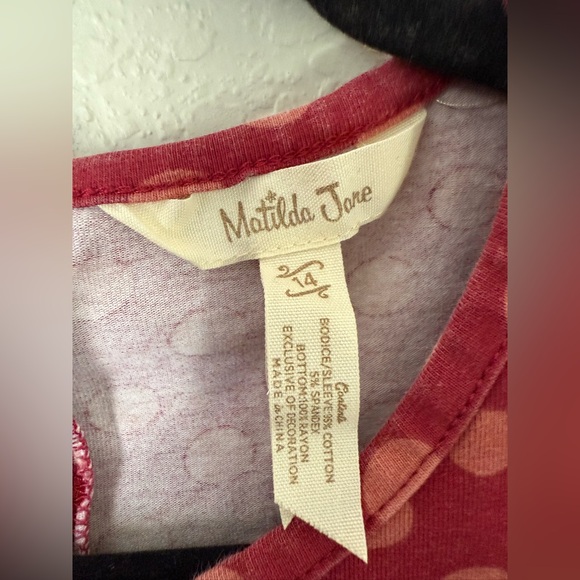 Matilda Jane
14
Contents
BODICE/SLEEVE:95% COTTON
5% SPANDEX
BOTTOM:100% RAYON
EXCLUSIVE OF DECORATION
MADE IN CHINA